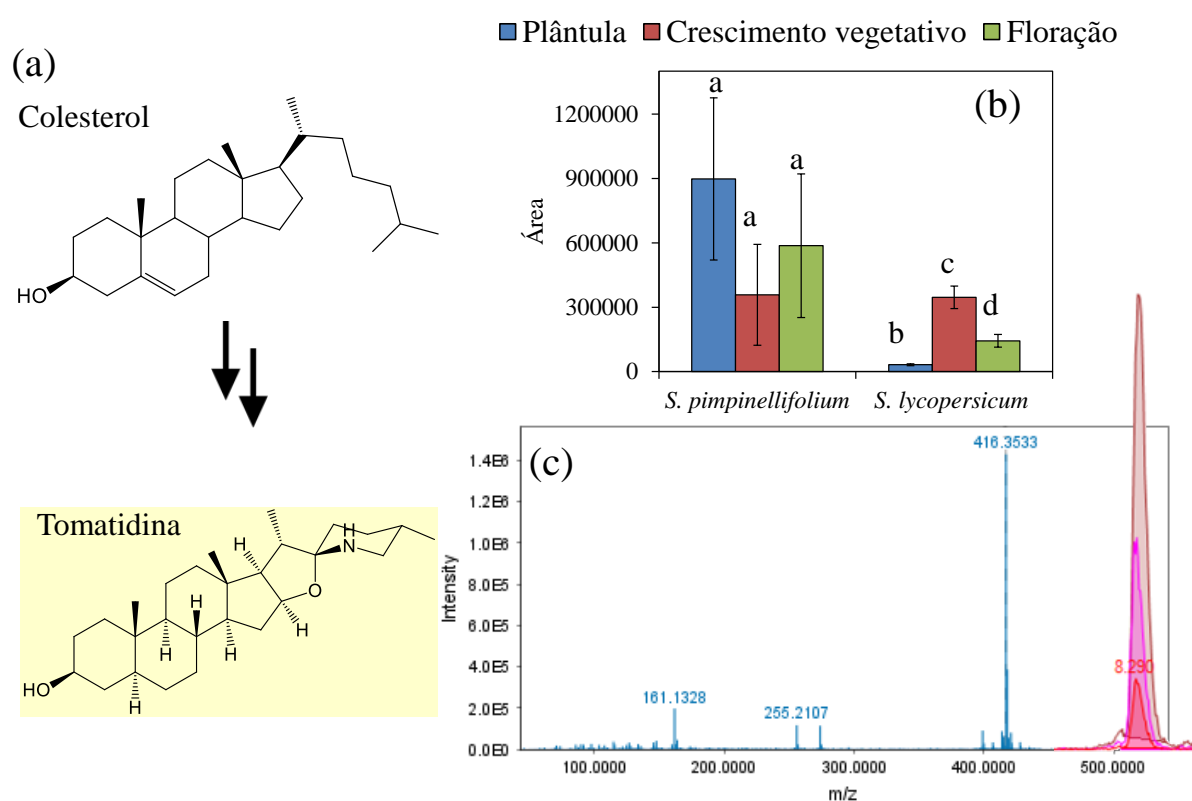 Plântula Crescimento vegetativo Floração
(a)
Colesterol
HO
Tomatidina
H
N
H
H
O
H
H
H
HO
H
(b)
Área
1200000
900000
600000
300000
0
a
a
a
b
c
d
S. pimpinellifolium S. lycopersicum
(c)
Intensity
1.4E6
1.2E6
1.0E6
8.0E5
6.0E5
4.0E5
2.0E5
0.0E0
161.1328
255.2107
416.3533
8.290
100.0000 200.0000 300.0000 400.0000 500.0000
m/z